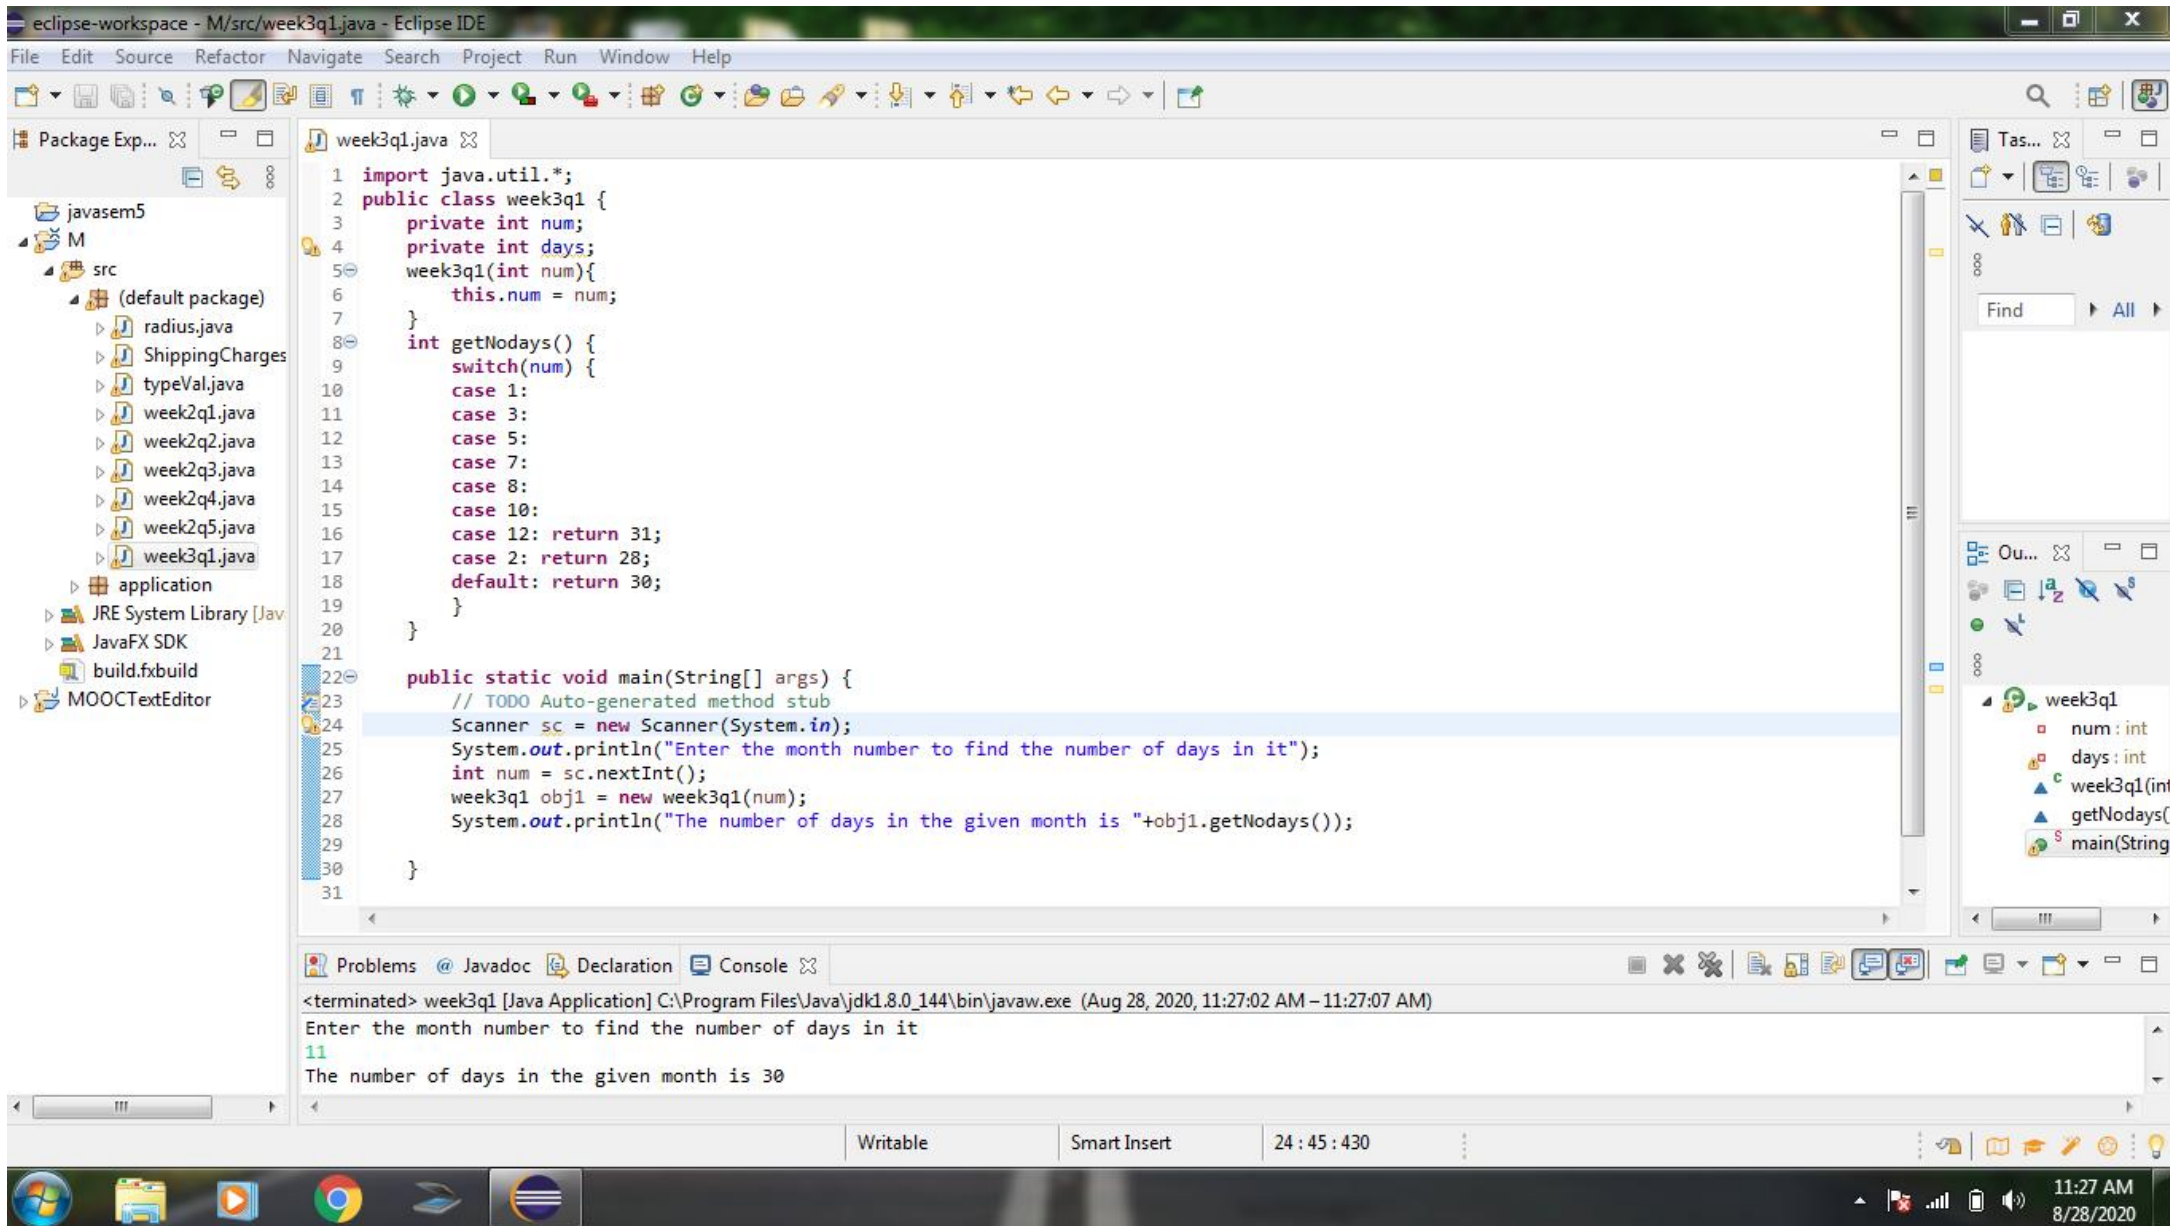 eclipse-workspace - M/src/week3q1.java - Eclipse IDE
File Edit Source Refactor Navigate Search Project Run Window Help
Package Exp...
javasem5
M
src
(default package)
radius.java
ShippingCharges
typeVal.java
week2q1.java
week2q2.java
week2q3.java
week2q4.java
week2q5.java
week3q1.java
application
JRE System Library [Jav
JavaFX SDK
build.fxbuild
MOOCTextEditor
week3q1.java
1 import java.util.*;
2 public class week3q1 {
3 private int num;
4 private int days;
5 week3q1(int num){
6 this.num = num;
7 }
8 int getNodays() {
9 switch(num) {
10 case 1:
11 case 3:
12 case 5:
13 case 7:
14 case 8:
15 case 10:
16 case 12: return 31;
17 case 2: return 28;
18 default: return 30;
19 }
20 }
21
22 public static void main(String[] args) {
23 // TODO Auto-generated method stub
24 Scanner sc = new Scanner(System.in);
25 System.out.println("Enter the month number to find the number of days in it");
26 int num = sc.nextInt();
27 week3q1 obj1 = new week3q1(num);
28 System.out.println("The number of days in the given month is "+obj1.getNodays());
29
30 }
31
Tas...
Find All
Ou...
week3q1
num : int
days : int
week3q1(int
getNodays(
main(String
Problems @ Javadoc Declaration Console
<terminated> week3q1 [Java Application] C:\Program Files\Java\jdk1.8.0_144\bin\javaw.exe (Aug 28, 2020, 11:27:02 AM – 11:27:07 AM)
Enter the month number to find the number of days in it
11
The number of days in the given month is 30
Writable Smart Insert 24 : 45 : 430
11:27 AM
8/28/2020